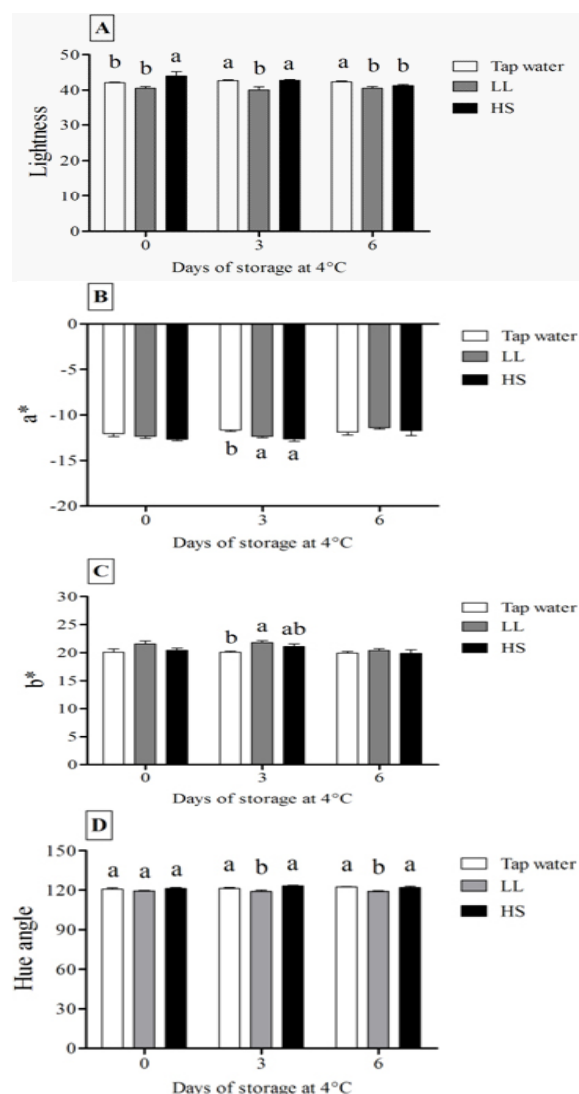 A
50
40
30
20
10
0
Lightness
b b a a b a a b b
0 3 6
Days of storage at 4°C
Tap water
LL
HS
B
0
-5
-10
-15
-20
a*
b a a
0 3 6
Days of storage at 4°C
Tap water
LL
HS
C
30
25
20
15
10
5
0
b*
b a ab
0 3 6
Days of storage at 4°C
Tap water
LL
HS
D
150
120
90
60
30
0
Hue angle
a a a a b a a b a
0 3 6
Days of storage at 4°C
Tap water
LL
HS